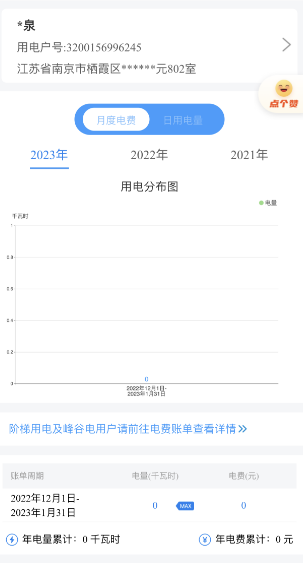 *泉
用电户号:3200156996245
江苏省南京市栖霞区******元802室
点个赞
月度电费 日用电量
2023年 2022年 2021年
用电分布图
电量
千瓦时
1
0.8
0.6
0.4
0.2
0
0
2022年12月1日-
2023年1月31日
阶梯用电及峰谷电用户请前往电费账单查看详情
账单周期 电量(千瓦时) 电费(元)
2022年12月1日-
2023年1月31日
0 MAX 0
年电量累计：0 千瓦时 年电费累计：0 元